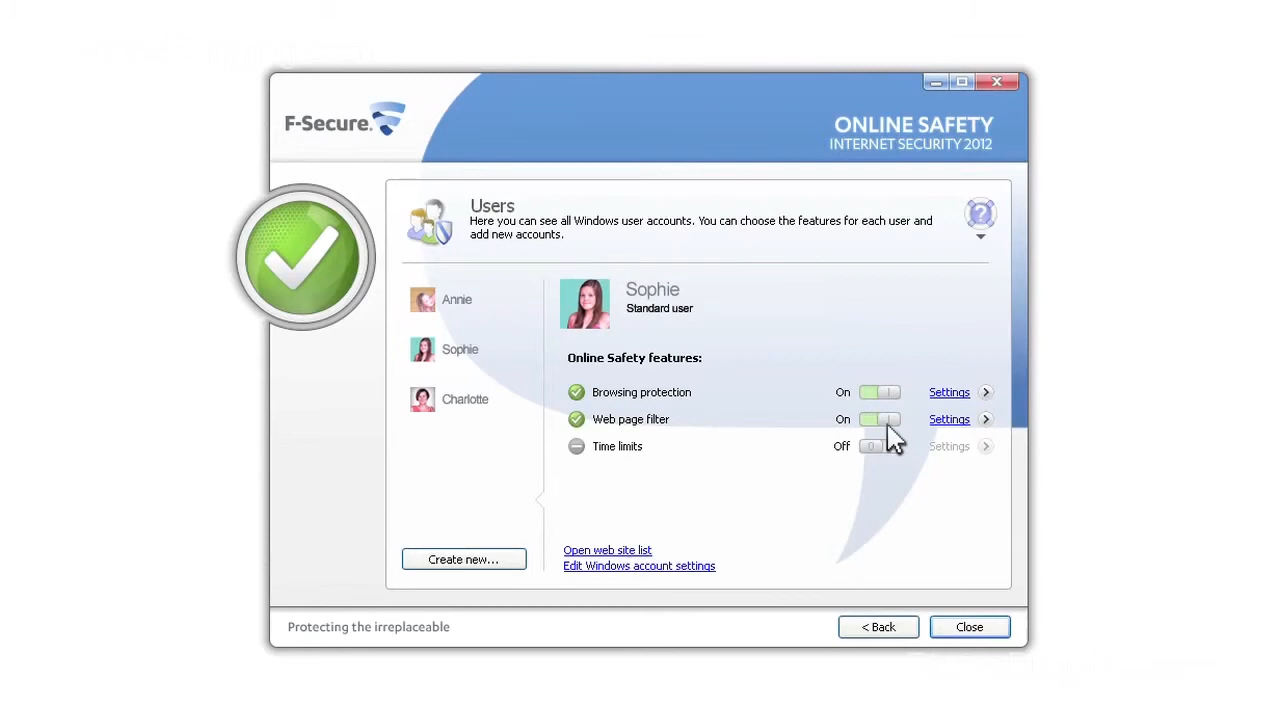 F-Secure.
ONLINE SAFETY
INTERNET SECURITY 2012
Users
Here you can see all Windows user accounts. You can choose the features for each user and
add new accounts.
Annie
Sophie
Charlotte
Create new...
Sophie
Standard user
Online Safety features:
Browsing protection On Settings
Web page filter On Settings
Time limits Off 0 Settings
Open web site list
Edit Windows account settings
Protecting the irreplaceable
< Back
Close